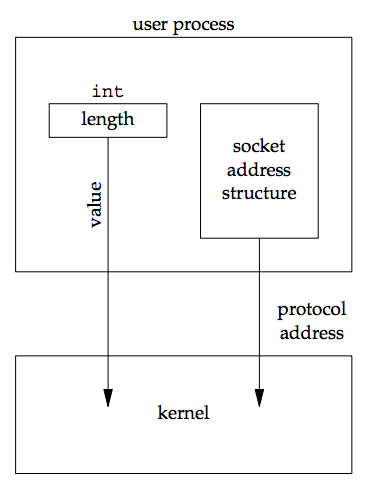 user process
int
length
socket
address
structure
value
protocol
address
kernel